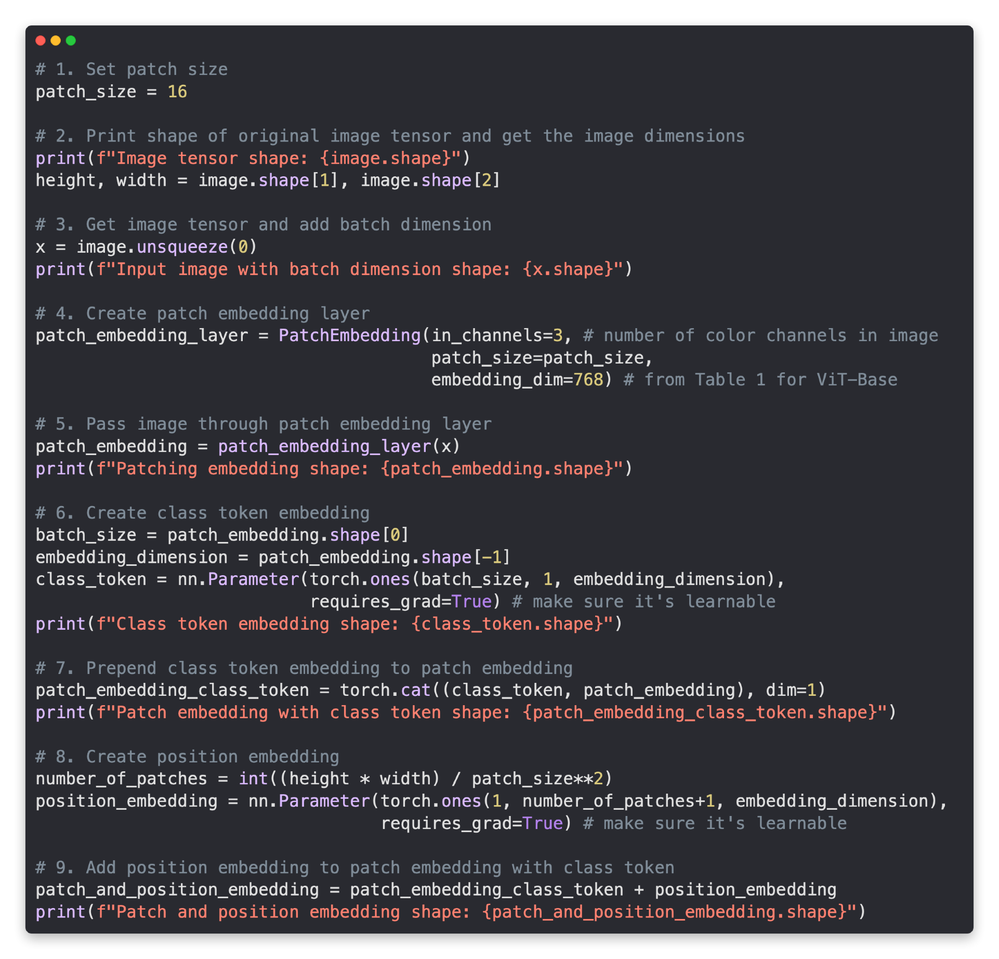 # 1. Set patch size
patch_size = 16

# 2. Print shape of original image tensor and get the image dimensions
print(f"Image tensor shape: {image.shape}")
height, width = image.shape[1], image.shape[2]

# 3. Get image tensor and add batch dimension
x = image.unsqueeze(0)
print(f"Input image with batch dimension shape: {x.shape}")

# 4. Create patch embedding layer
patch_embedding_layer = PatchEmbedding(in_channels=3, # number of color channels in image
                                       patch_size=patch_size,
                                       embedding_dim=768) # from Table 1 for ViT-Base

# 5. Pass image through patch embedding layer
patch_embedding = patch_embedding_layer(x)
print(f"Patching embedding shape: {patch_embedding.shape}")

# 6. Create class token embedding
batch_size = patch_embedding.shape[0]
embedding_dimension = patch_embedding.shape[-1]
class_token = nn.Parameter(torch.ones(batch_size, 1, embedding_dimension),
                           requires_grad=True) # make sure it's learnable
print(f"Class token embedding shape: {class_token.shape}")

# 7. Prepend class token embedding to patch embedding
patch_embedding_class_token = torch.cat((class_token, patch_embedding), dim=1)
print(f"Patch embedding with class token shape: {patch_embedding_class_token.shape}")

# 8. Create position embedding
number_of_patches = int((height * width) / patch_size**2)
position_embedding = nn.Parameter(torch.ones(1, number_of_patches+1, embedding_dimension),
                                  requires_grad=True) # make sure it's learnable

# 9. Add position embedding to patch embedding with class token
patch_and_position_embedding = patch_embedding_class_token + position_embedding
print(f"Patch and position embedding shape: {patch_and_position_embedding.shape}")